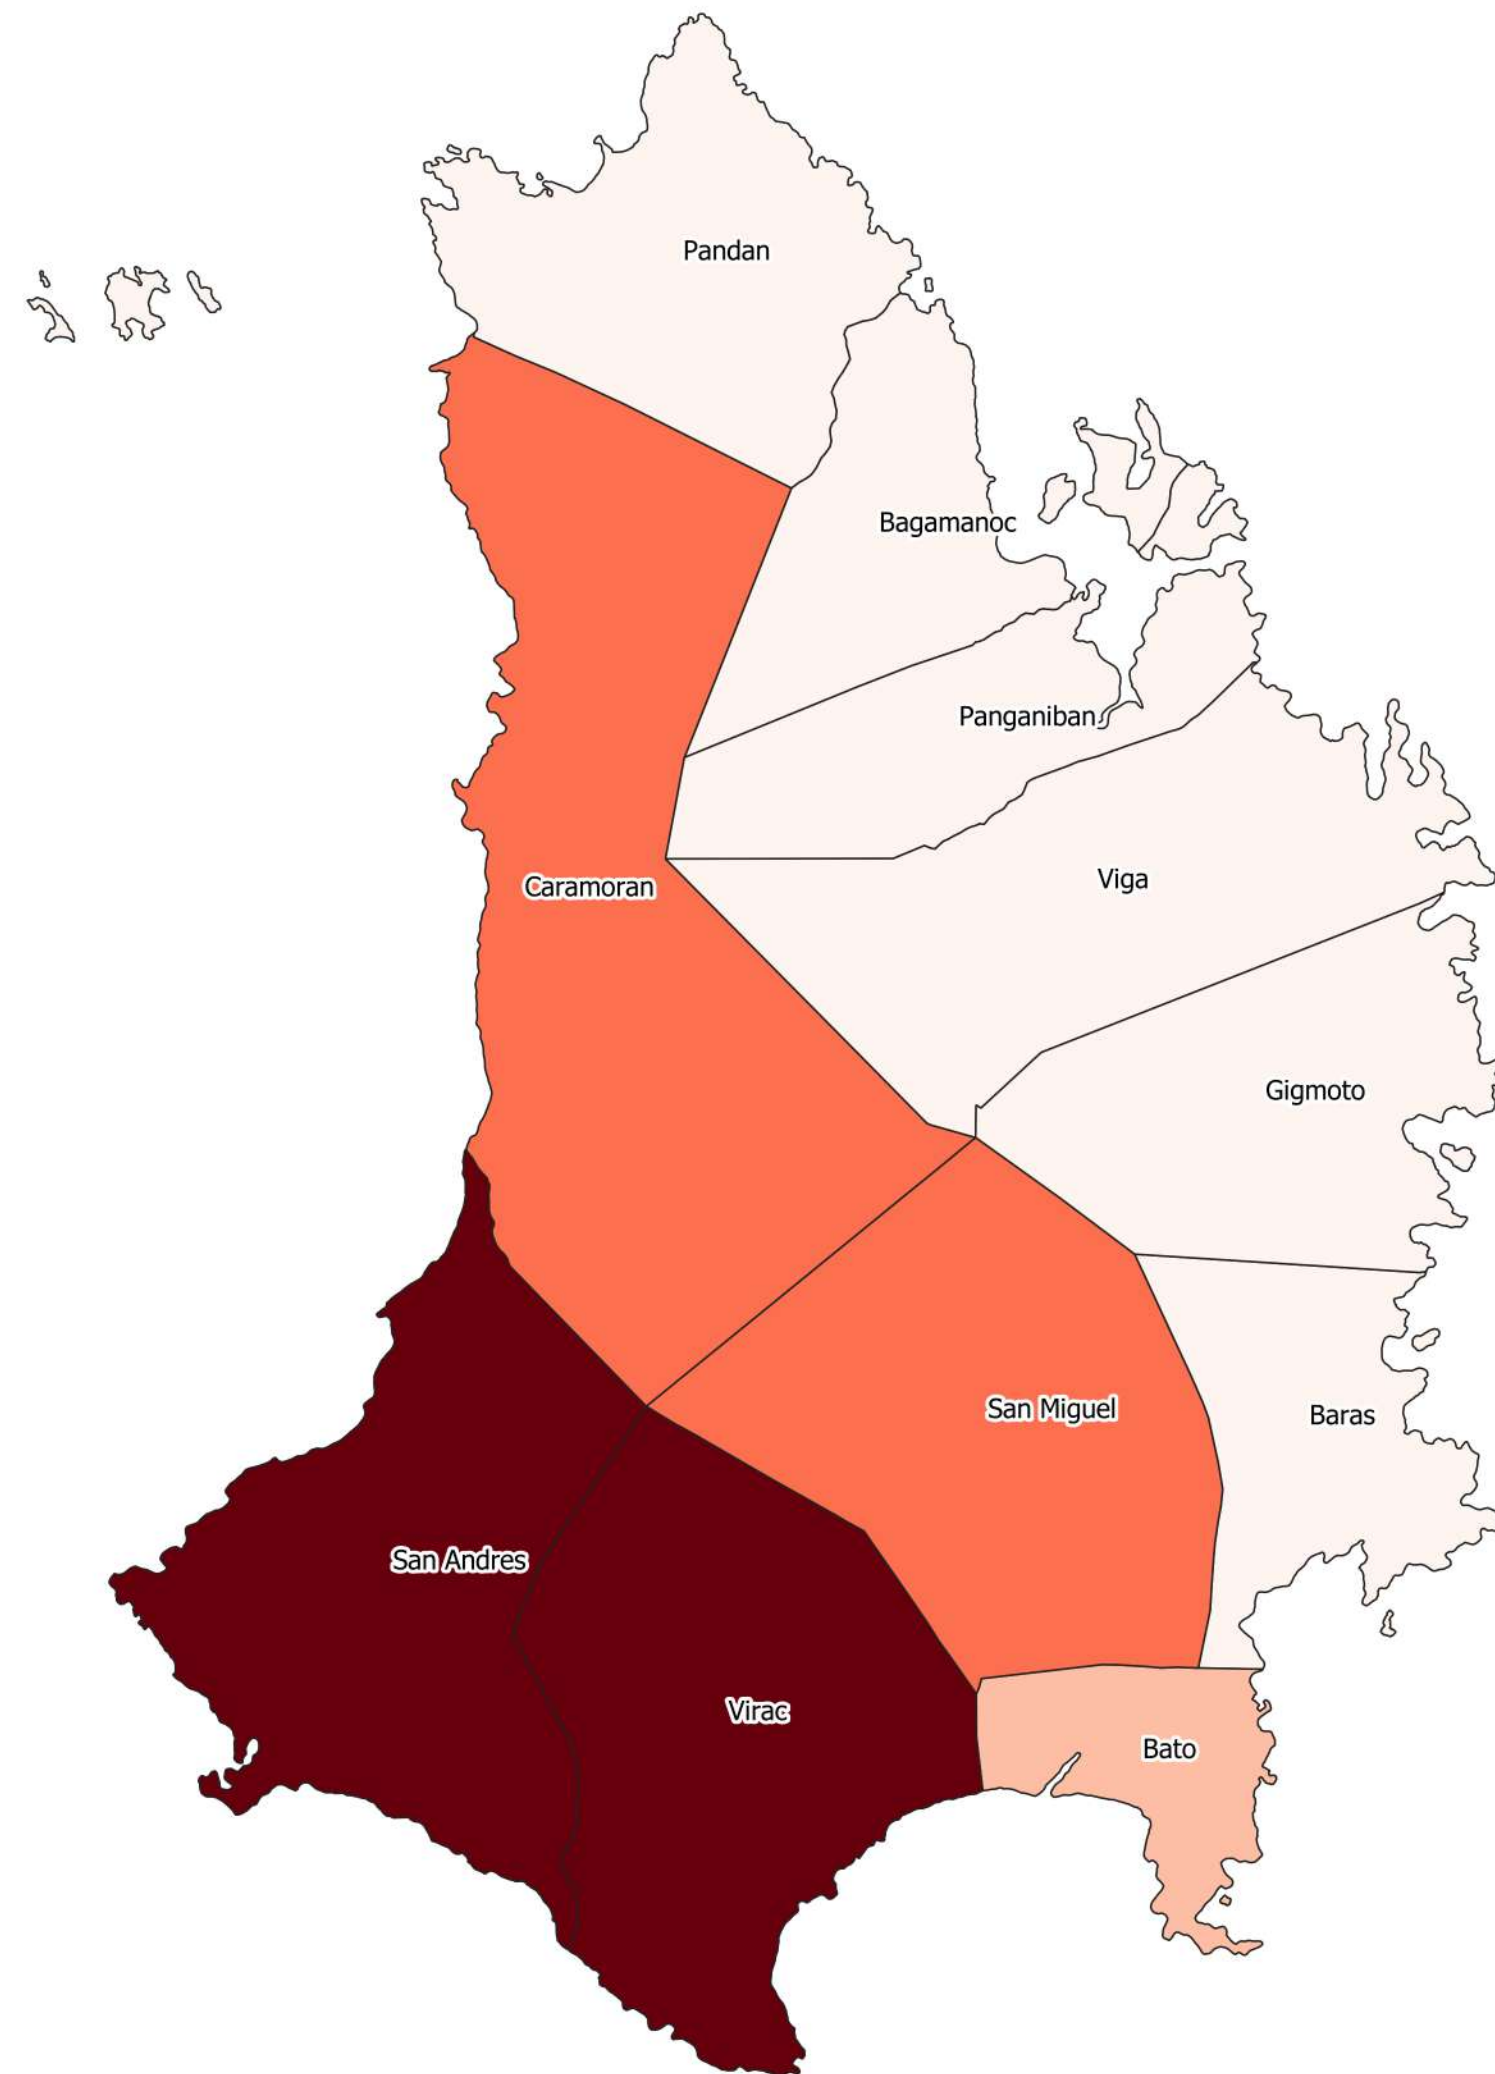 Pandan
Bagamanoc
Panganiban
Viga
Caramoran
Gigmoto
San Miguel
Baras
San Andres
Virac
Bato